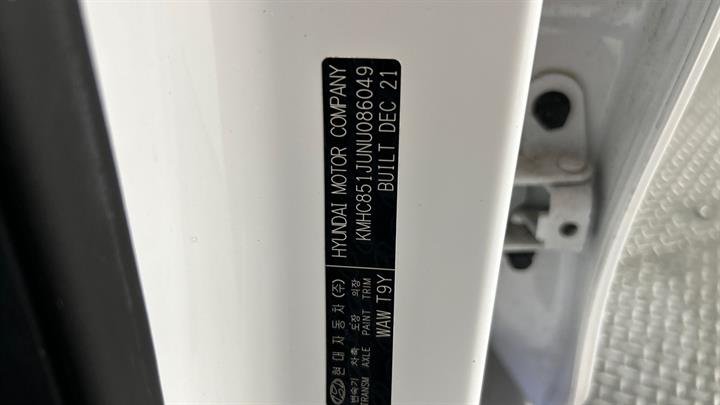 현대자동차(주) HYUNDAI MOTOR COMPANY
KMHC851JUNU086049
변속기 차축 도장 의장
TRANSM AXLE PAINT TRIM
BUILT DEC 21
WAW T9Y